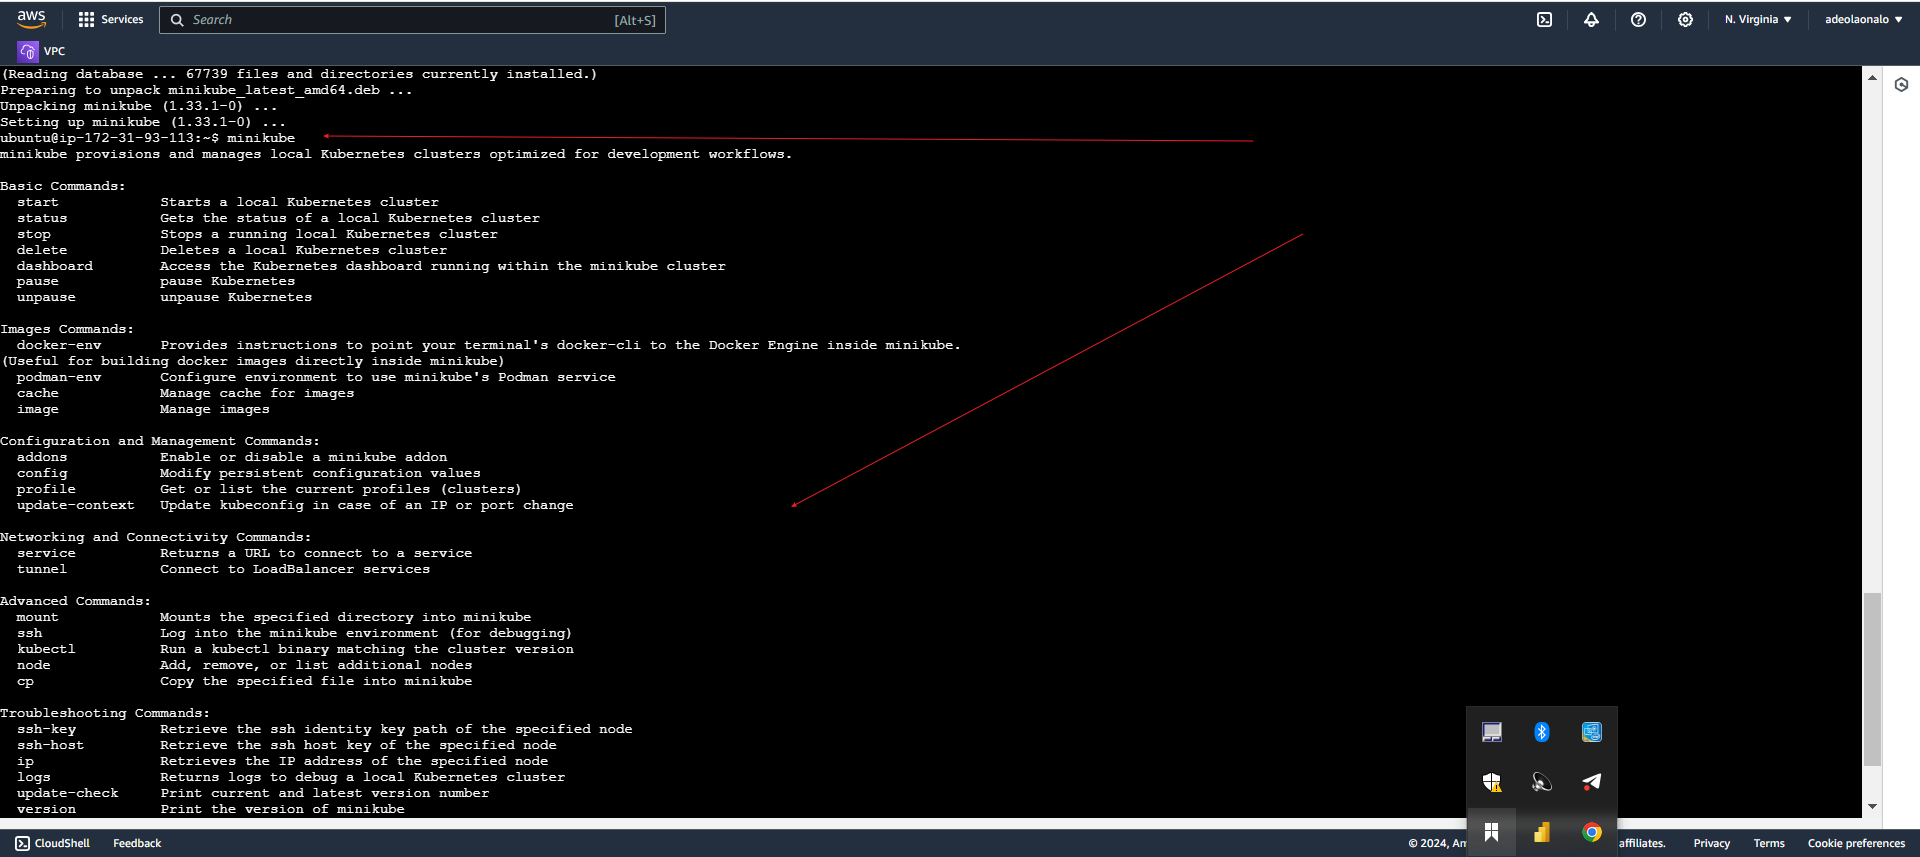 aws
Services
Search
[Alt+S]
N. Virginia
adeolaonalo
VPC
(Reading database ... 67739 files and directories currently installed.)
Preparing to unpack minikube_latest_amd64.deb ...
Unpacking minikube (1.33.1-0) ...
Setting up minikube (1.33.1-0) ...
ubuntu@ip-172-31-93-113:~$ minikube
minikube provisions and manages local Kubernetes clusters optimized for development workflows.
Basic Commands:
start Starts a local Kubernetes cluster
status Gets the status of a local Kubernetes cluster
stop Stops a running local Kubernetes cluster
delete Deletes a local Kubernetes cluster
dashboard Access the Kubernetes dashboard running within the minikube cluster
pause pause Kubernetes
unpause unpause Kubernetes
Images Commands:
docker-env Provides instructions to point your terminal's docker-cli to the Docker Engine inside minikube.
(Useful for building docker images directly inside minikube)
podman-env Configure environment to use minikube's Podman service
cache Manage cache for images
image Manage images
Configuration and Management Commands:
addons Enable or disable a minikube addon
config Modify persistent configuration values
profile Get or list the current profiles (clusters)
update-context Update kubeconfig in case of an IP or port change
Networking and Connectivity Commands:
service Returns a URL to connect to a service
tunnel Connect to LoadBalancer services
Advanced Commands:
mount Mounts the specified directory into minikube
ssh Log into the minikube environment (for debugging)
kubectl Run a kubectl binary matching the cluster version
node Add, remove, or list additional nodes
cp Copy the specified file into minikube
Troubleshooting Commands:
ssh-key Retrieve the ssh identity key path of the specified node
ssh-host Retrieve the ssh host key of the specified node
ip Retrieves the IP address of the specified node
logs Returns logs to debug a local Kubernetes cluster
update-check Print current and latest version number
version Print the version of minikube
CloudShell
Feedback
© 2024, Am
affiliates.
Privacy
Terms
Cookie preferences